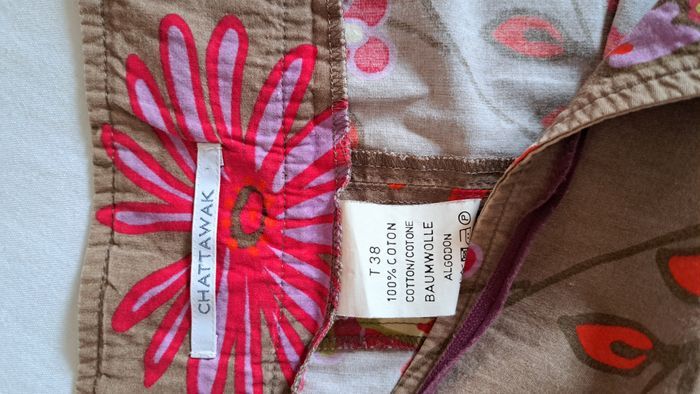 CHATTAWAK
T 38
100% COTON
COTTON/COTONE
BAUMWOLLE
ALGODON